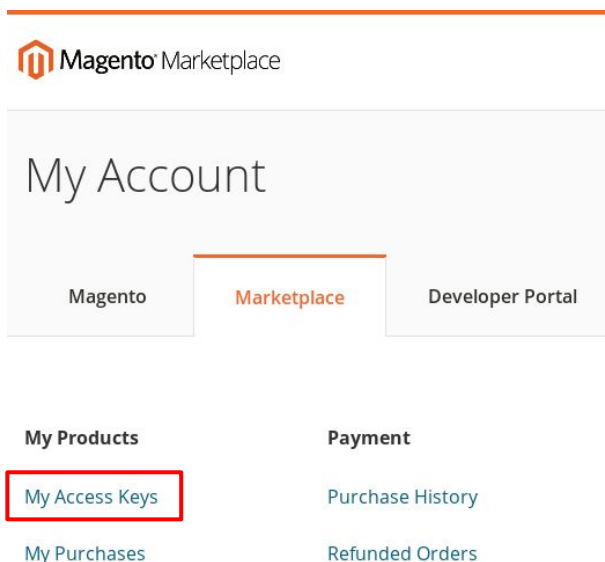 Magento Marketplace
My Account
Magento Marketplace Developer Portal
My Products Payment
My Access Keys Purchase History
My Purchases Refunded Orders